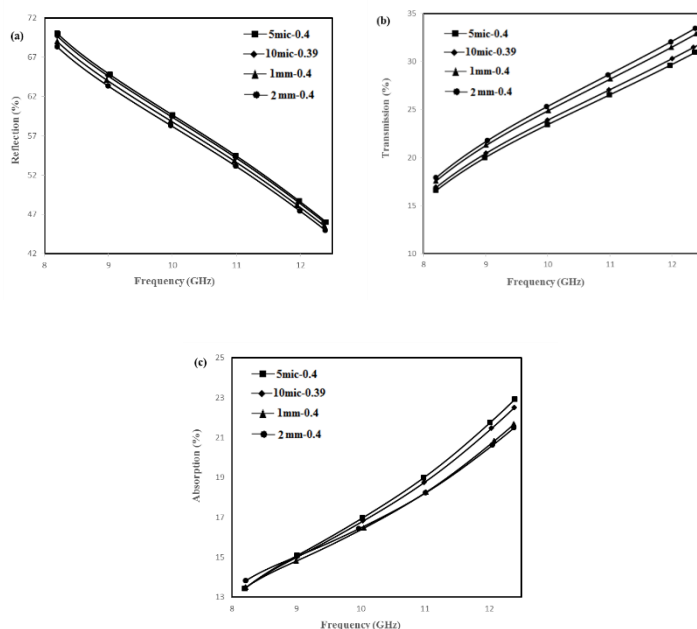 (a)
5mic-0.4
10mic-0.39
1mm-0.4
2 mm-0.4
72
67
62
57
52
47
42
Reflection (%)
8 9 10 11 12
Frequency (GHz)
(b)
5mic-0.4
10mic-0.39
1mm-0.4
2 mm-0.4
35
30
25
20
15
10
Transmission (%)
8 9 10 11 12
Frequency (GHz)
(c)
5mic-0.4
10mic-0.39
1mm-0.4
2 mm-0.4
25
23
21
19
17
15
13
Absorption (%)
8 9 10 11 12
Frequency (GHz)